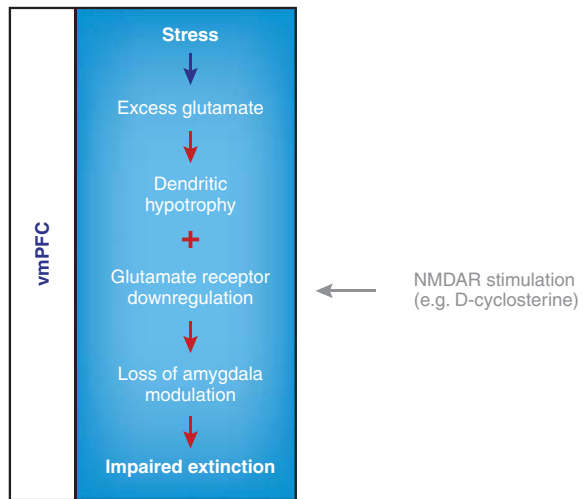 vmPFC
Stress
Excess glutamate
Dendritic
hypotrophy
+
Glutamate receptor
downregulation
Loss of amygdala
modulation
Impaired extinction
NMDAR stimulation
(e.g. D-cyclosterine)